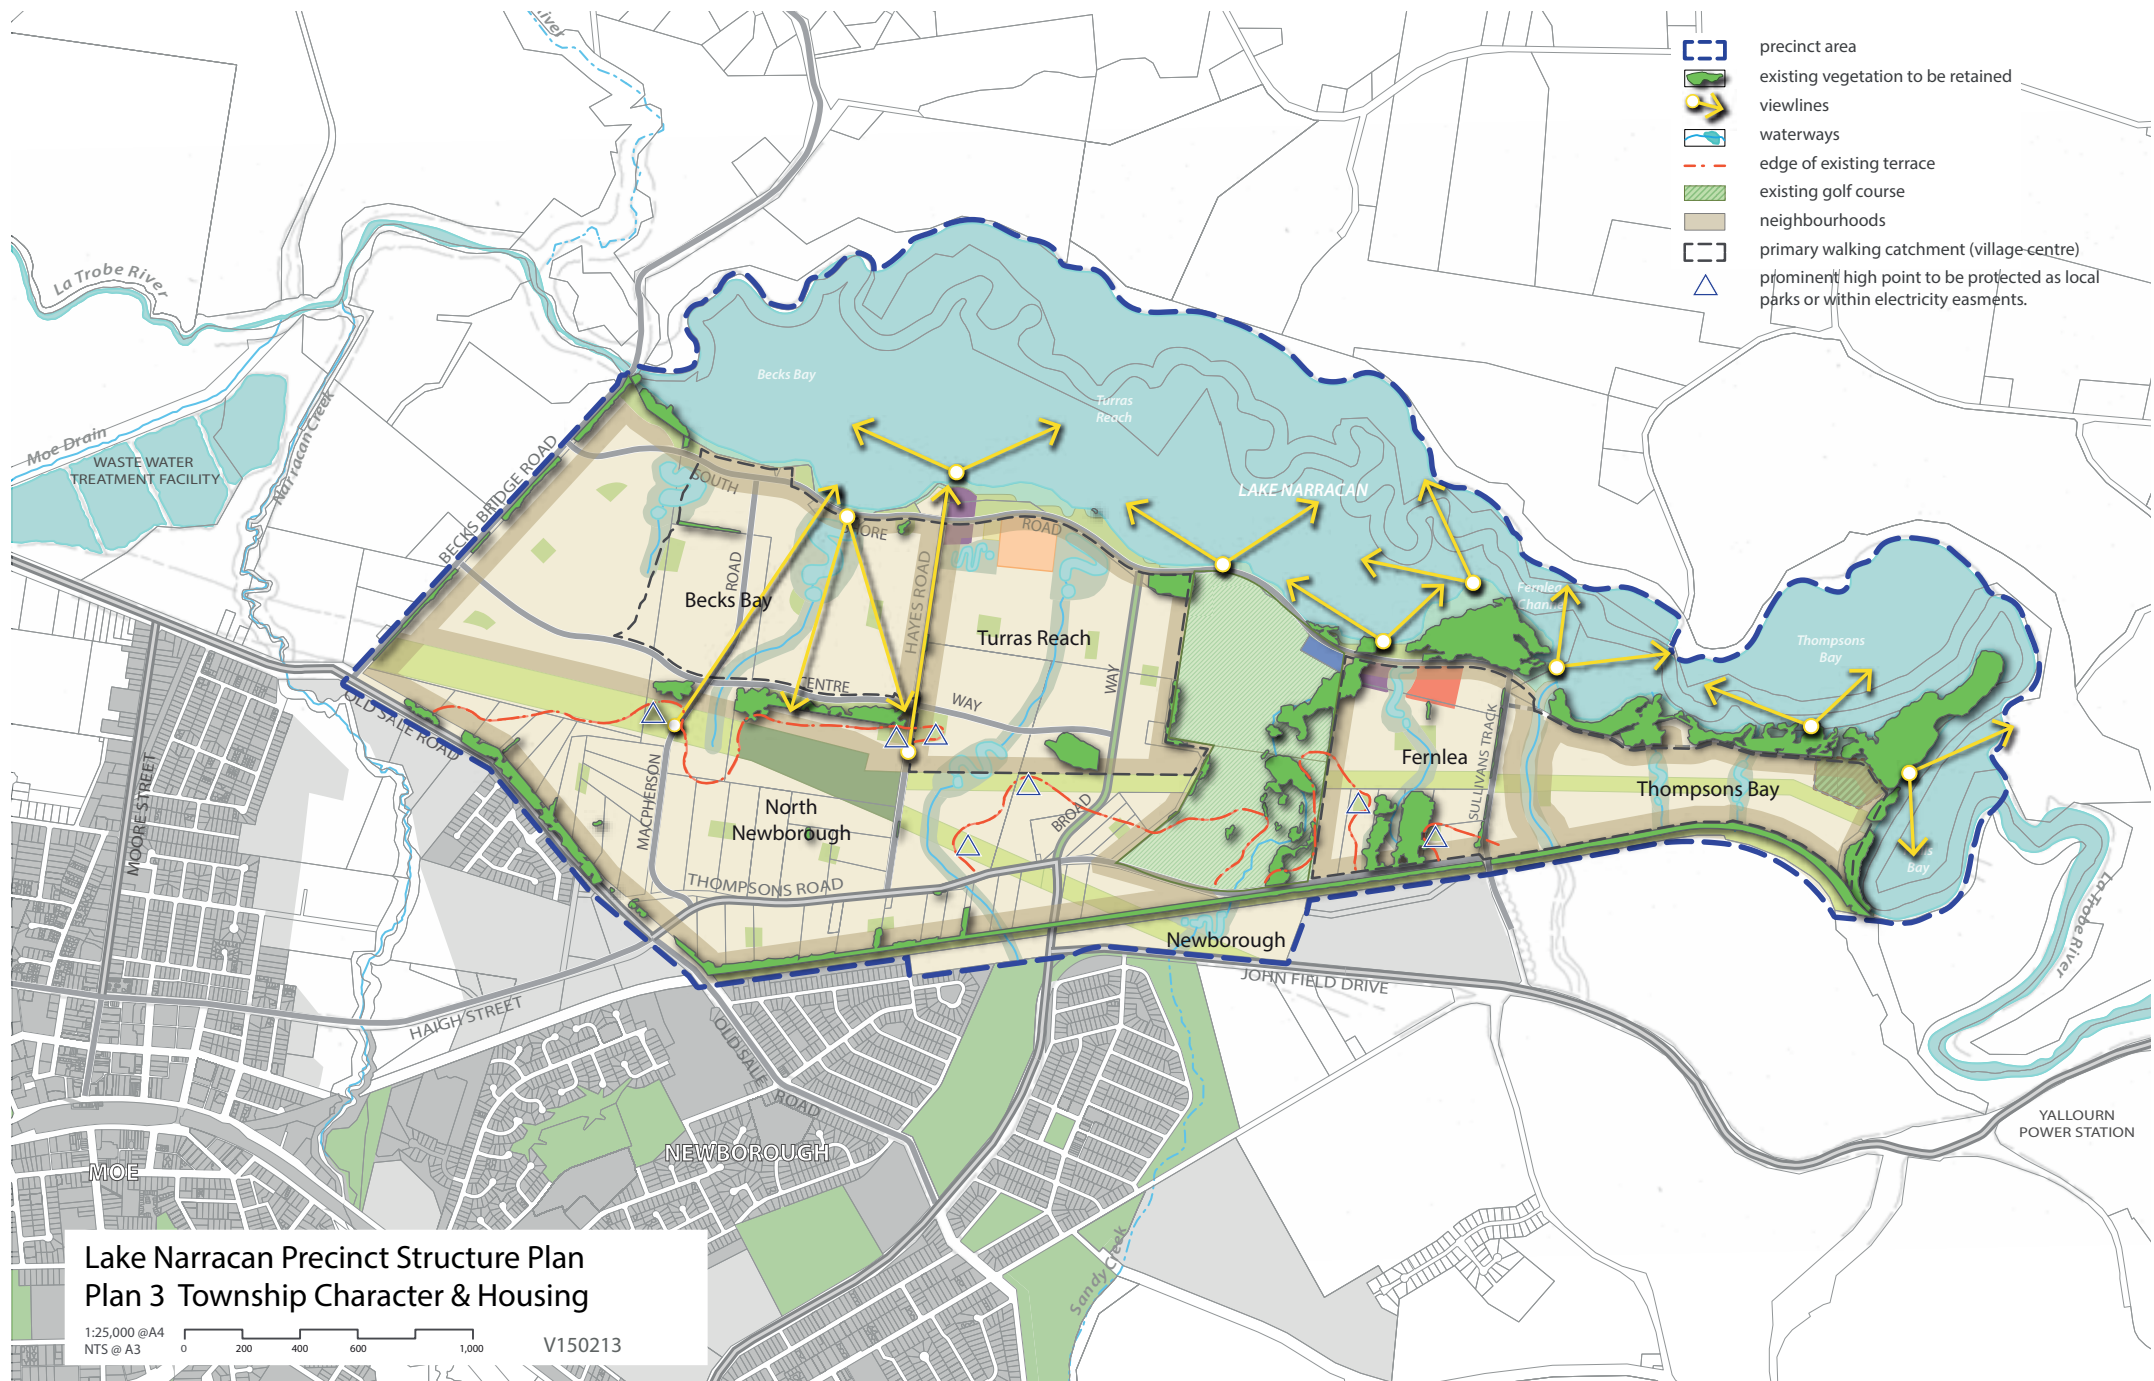 precinct area
existing vegetation to be retained
viewlines
waterways
edge of existing terrace
existing golf course
neighbourhoods
primary walking catchment (village centre)
prominent high point to be protected as local
parks or within electricity easments.
River
La Trobe River
Narracan Creek
Moe Drain
WASTE WATER
TREATMENT FACILITY
BECKS BRIDGE ROAD
Becks Bay
Turras
Reach
LAKE NARRACAN
Fernlea
Thompsons
Bay
Bay
SOUTH
ROAD
ROAD
HAYES ROAD
Becks Bay
Turras Reach
WAY
WAY
Fernlea
SULLIVANS TRACK
Thompsons Bay
North
Newborough
MACPHERSON
BROAD
THOMPSONS ROAD
Newborough
OLD SALE ROAD
MOORE STREET
HAIGH STREET
JOHN FIELD DRIVE
OLD SALE
ROAD
La Trobe River
YALLOURN
POWER STATION
NEWBOROUGH
MOE
Sandy Creek
Lake Narracan Precinct Structure Plan
Plan 3 Township Character & Housing
1:25,000 @A4
NTS @ A3
0 200 400 600 1,000
V150213